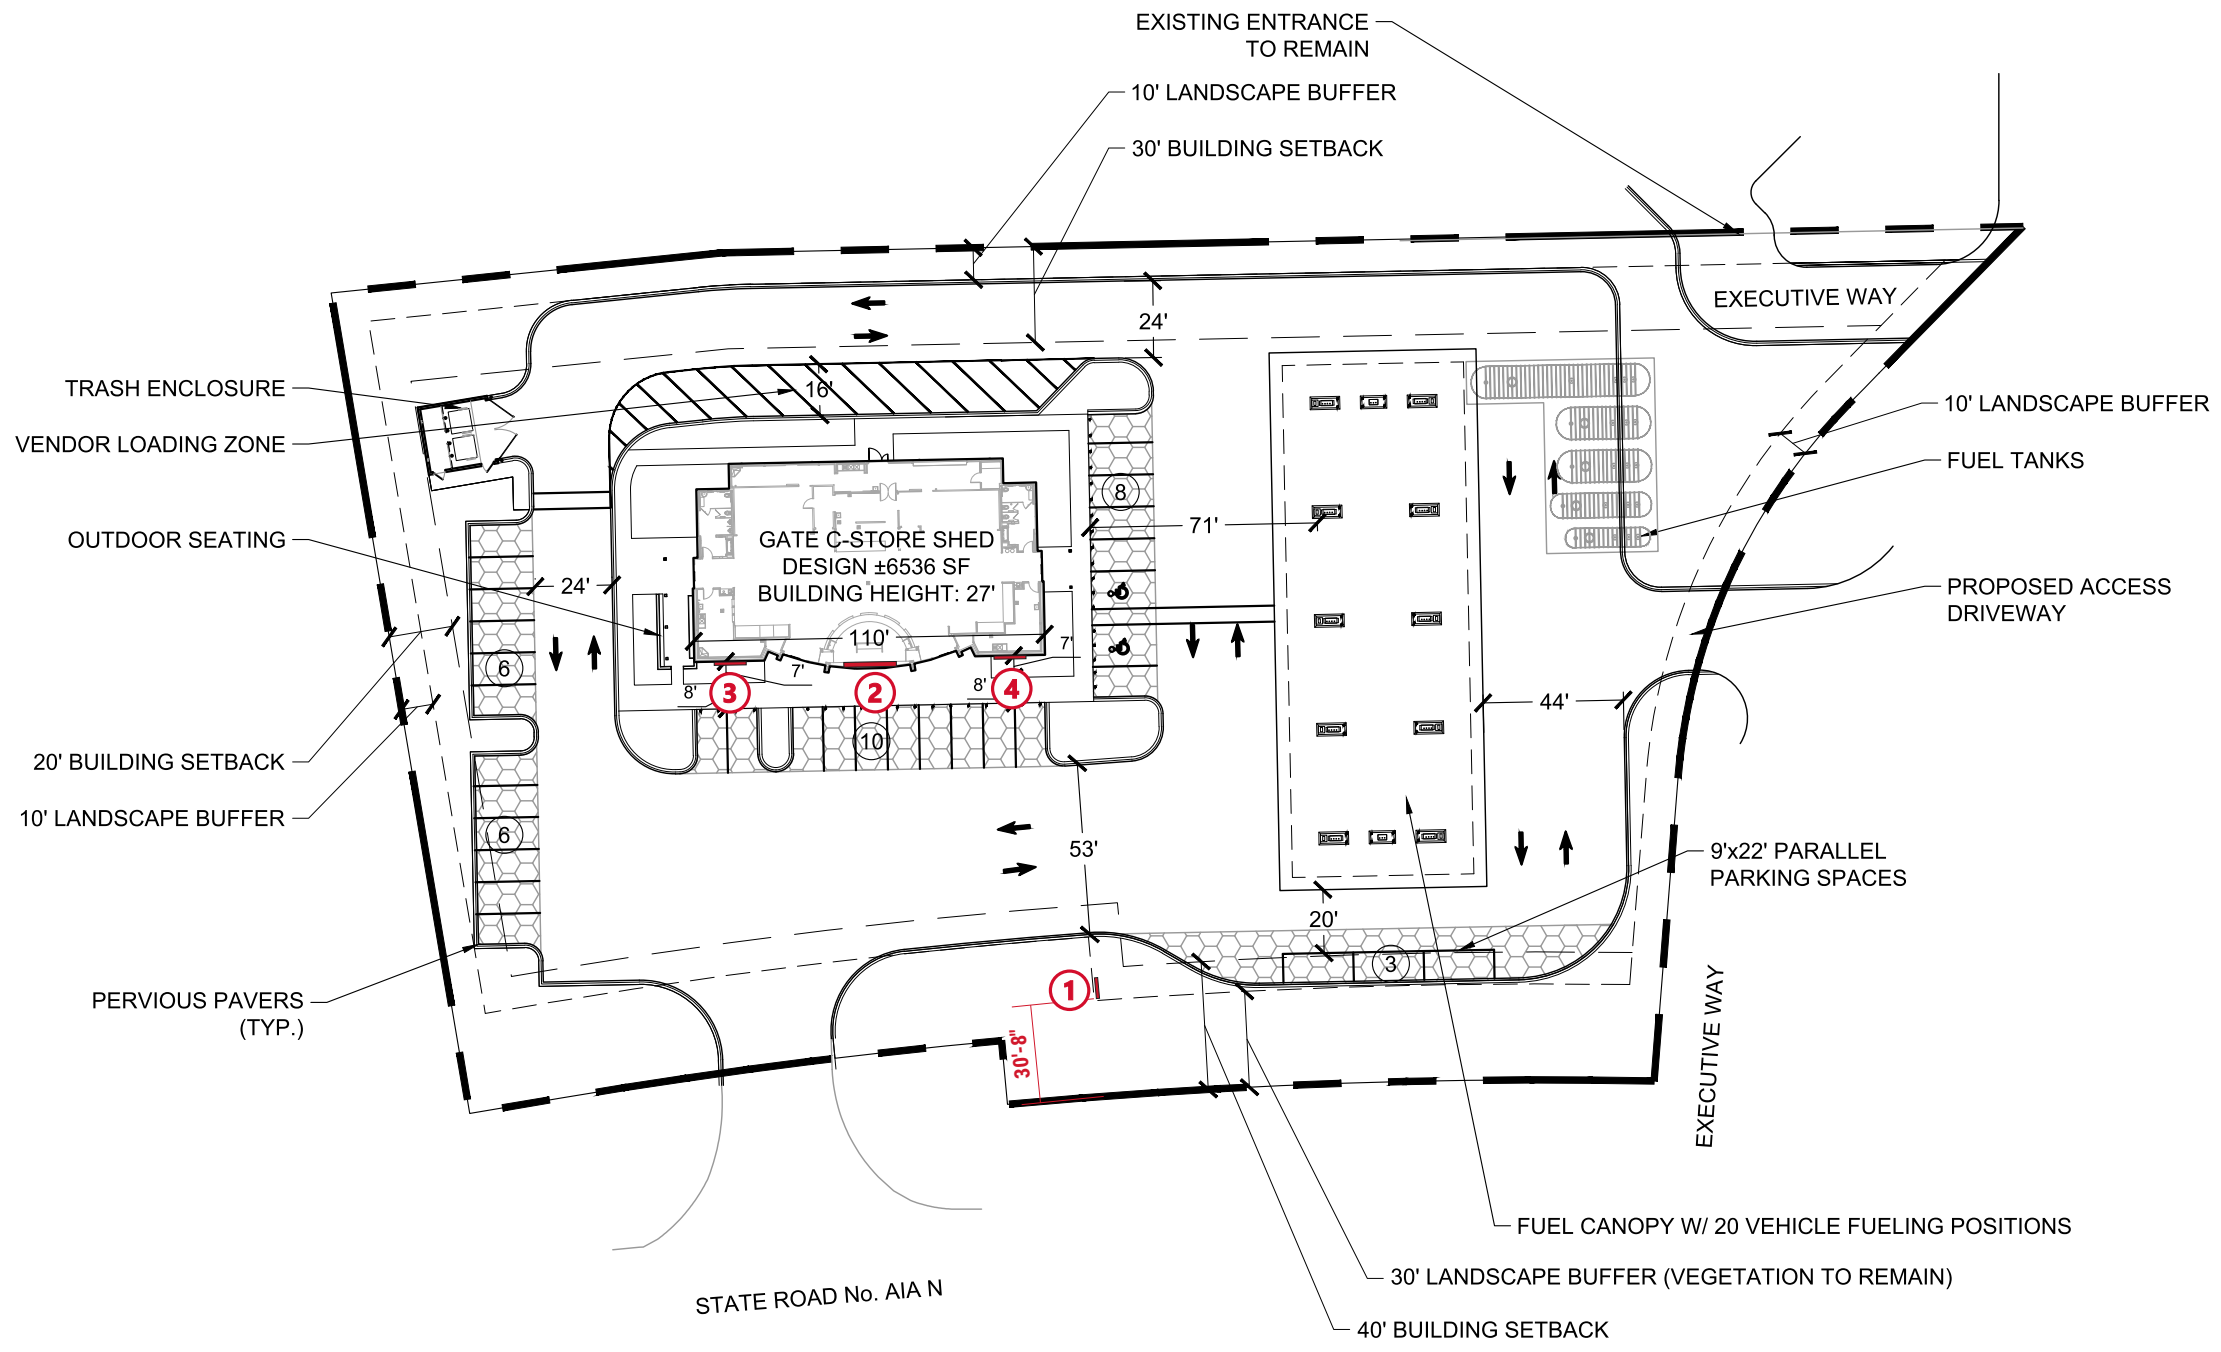 EXISTING ENTRANCE
TO REMAIN
10' LANDSCAPE BUFFER
30' BUILDING SETBACK
EXECUTIVE WAY
24'
TRASH ENCLOSURE
16'
VENDOR LOADING ZONE
10' LANDSCAPE BUFFER
FUEL TANKS
8
71'
OUTDOOR SEATING
GATE C-STORE SHED
DESIGN ±6536 SF
BUILDING HEIGHT: 27'
24'
PROPOSED ACCESS
DRIVEWAY
110'
7'
7'
6
8'
3
2
8'
4
44'
10
20' BUILDING SETBACK
10' LANDSCAPE BUFFER
6
53'
9'x22' PARALLEL
PARKING SPACES
20'
3
1
PERVIOUS PAVERS
(TYP.)
30'-8"
EXECUTIVE WAY
FUEL CANOPY W/ 20 VEHICLE FUELING POSITIONS
30' LANDSCAPE BUFFER (VEGETATION TO REMAIN)
STATE ROAD No. AIA N
40' BUILDING SETBACK